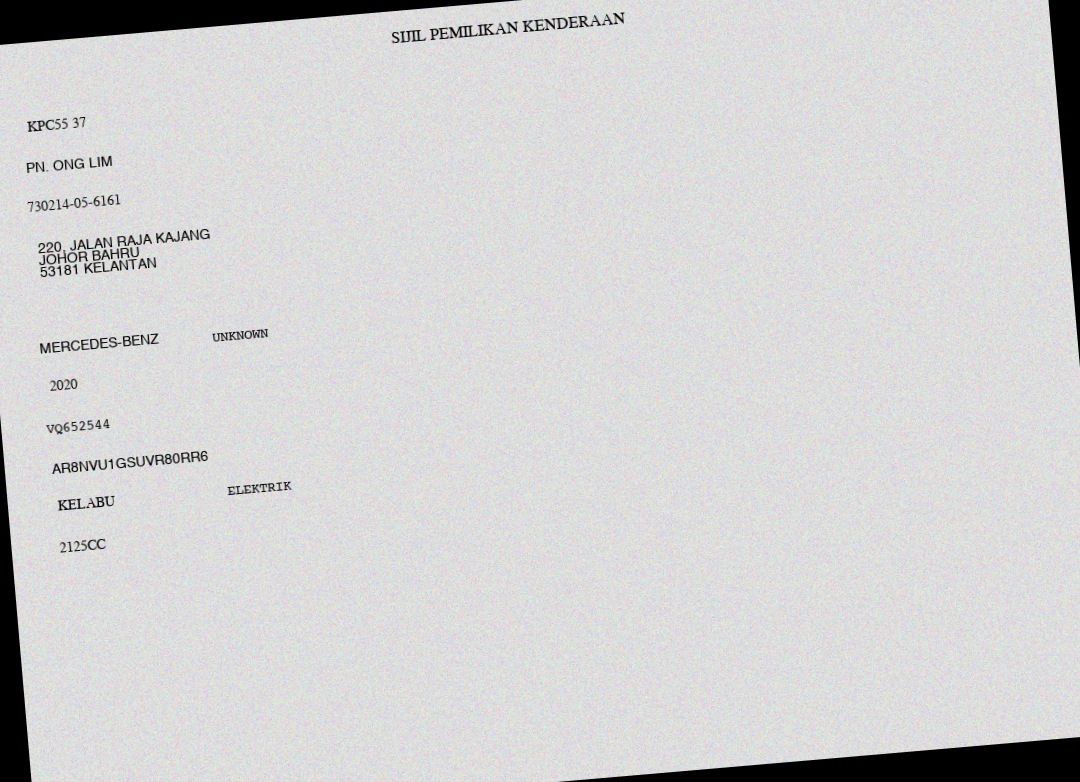 SIJIL PEMILIKAN KENDERAAN
KPC55 37
PN. ONG LIM
730214-05-6161
220, JALAN RAJA KAJANG
JOHOR BAHRU
53181 KELANTAN
MERCEDES-BENZ UNKNOWN
2020
VQ652544
AR8NVU1GSUVR80RR6
KELABU ELEKTRIK
2125CC